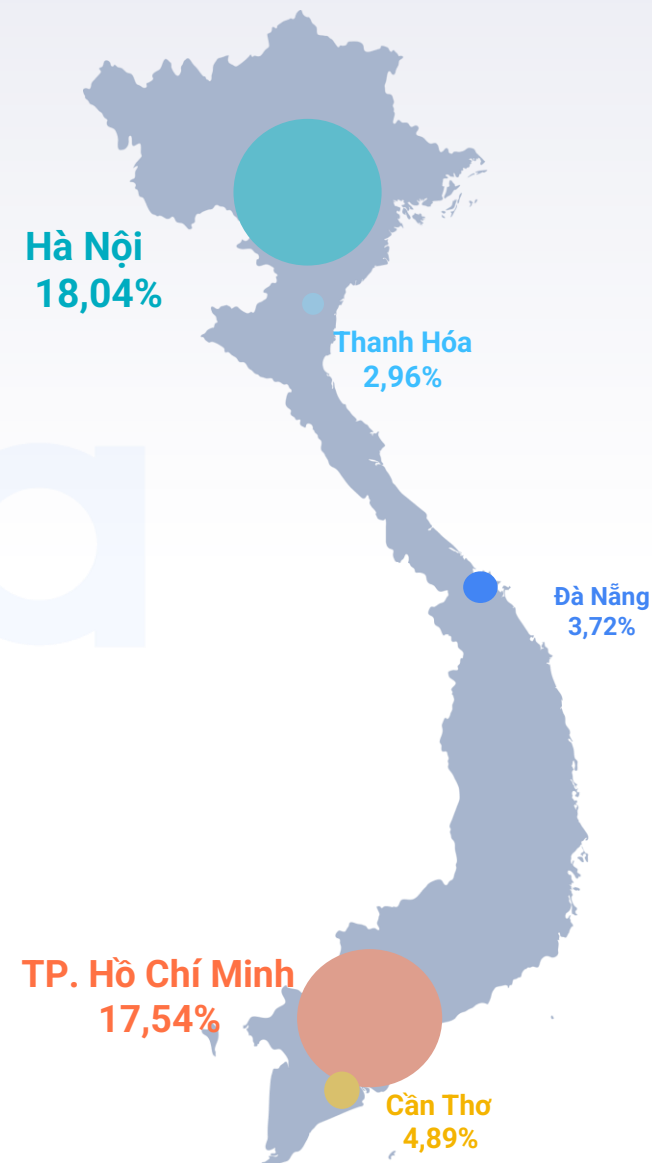 Hà Nội
18,04%
Thanh Hóa
2,96%
Đà Nẵng
3,72%
TP. Hồ Chí Minh
17,54%
Cần Thơ
4,89%